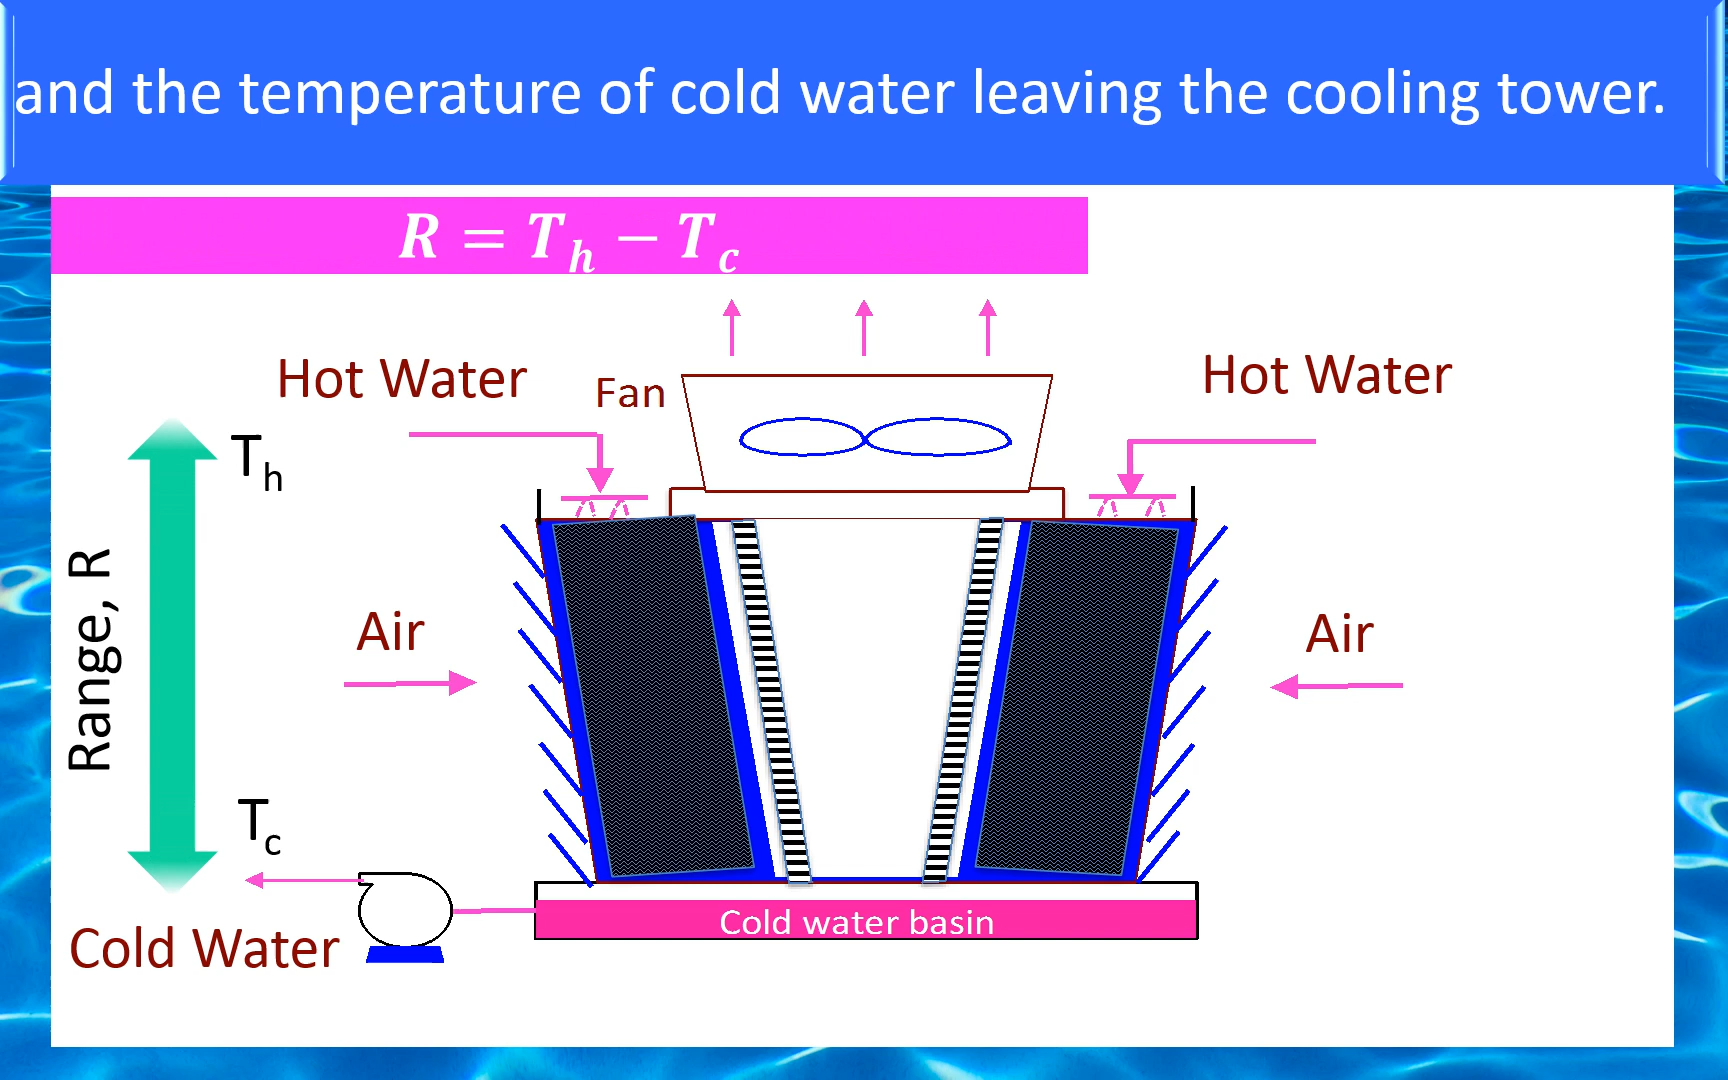 and the temperature of cold water leaving the cooling tower.
R = Th − Tc
Hot Water
Fan
Hot Water
Th
Range, R
Air
Air
Tc
Cold Water
Cold water basin